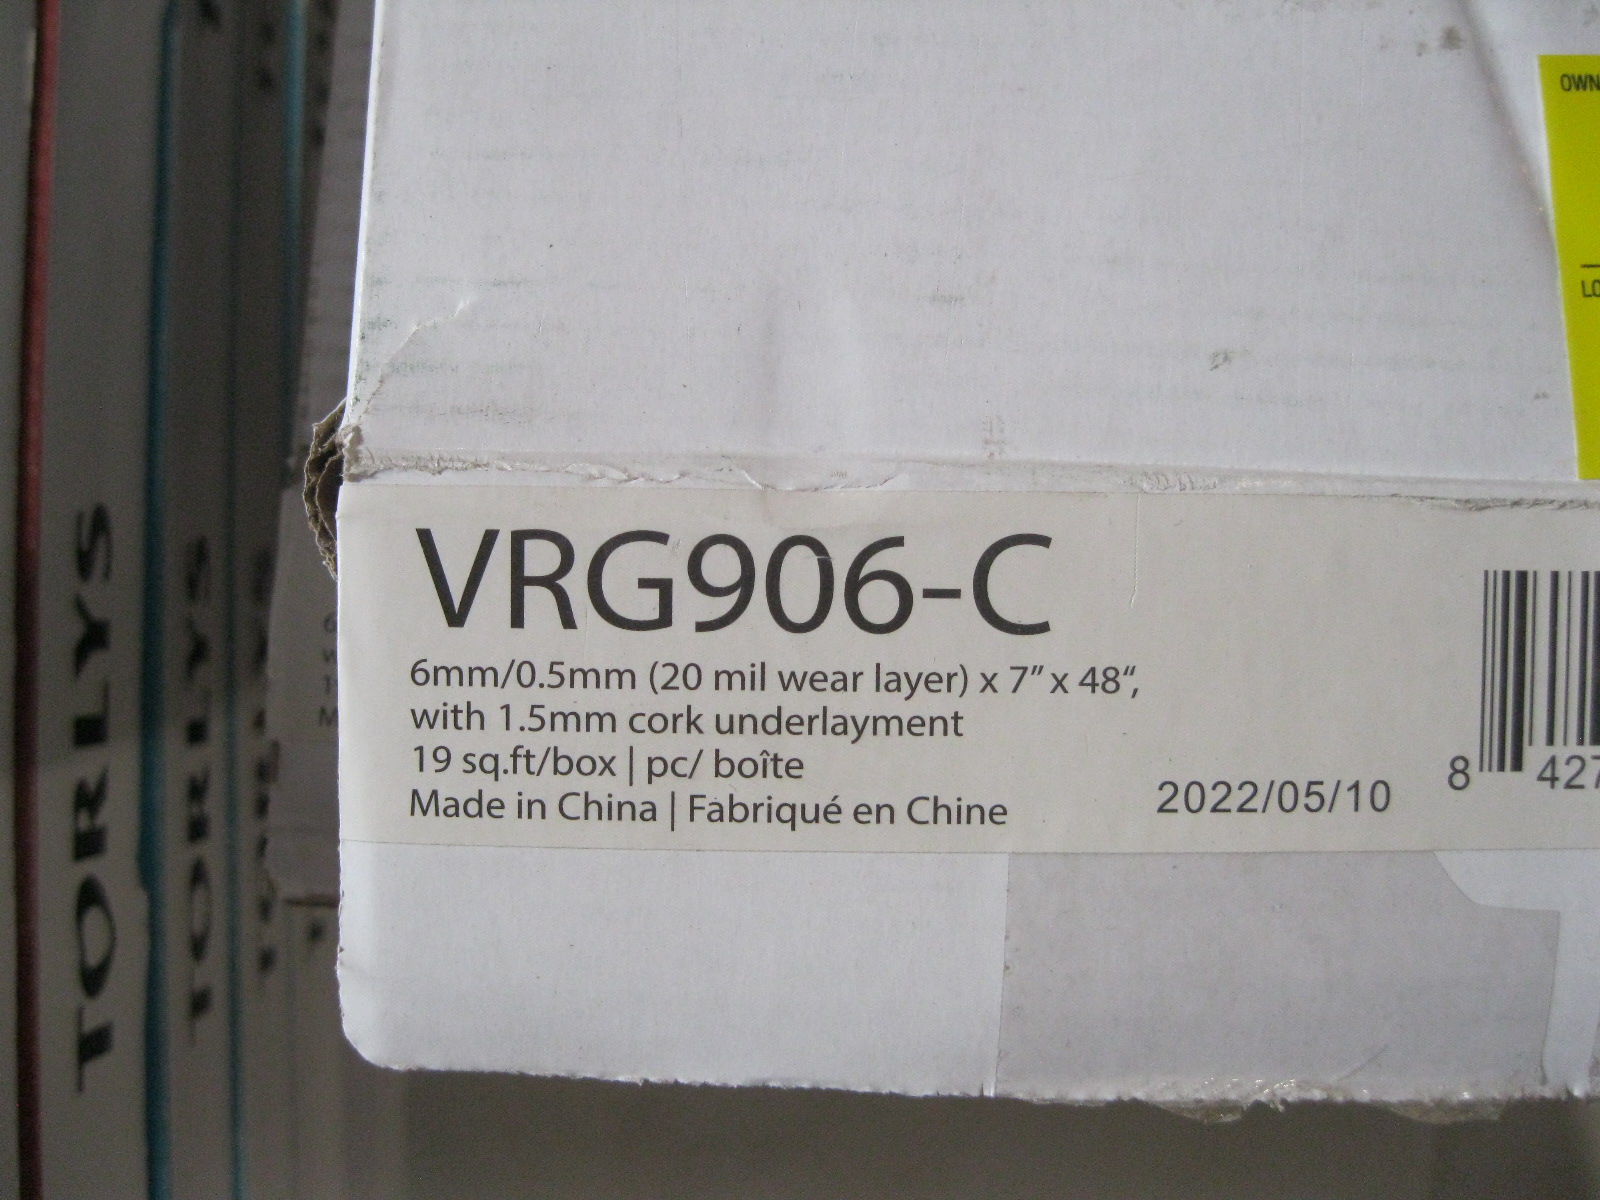 OWN
LO
VRG906-C
6mm/0.5mm (20 mil wear layer) x 7” x 48“,
with 1.5mm cork underlayment
19 sq.ft/box | pc/ boîte
Made in China | Fabriqué en Chine
2022/05/10
8 427
TORLYS
TORLYS
TORLYS